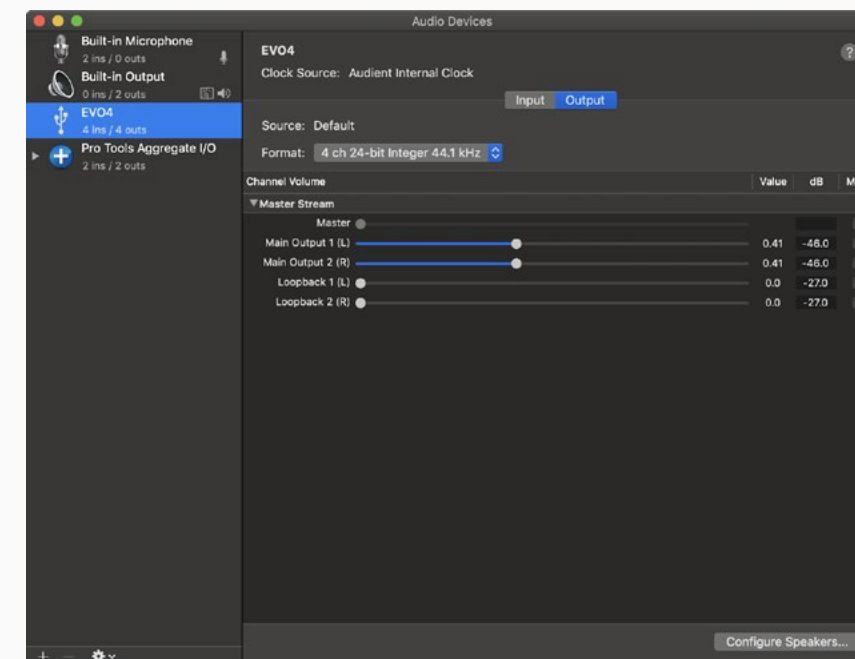 Audio Devices
Built-in Microphone
2 ins / 0 outs
Built-in Output
0 ins / 2 outs
EVO4
4 ins / 4 outs
Pro Tools Aggregate I/O
2 ins / 2 outs
EVO4
?
Clock Source: Audient Internal Clock
Input Output
Source: Default
Format: 4 ch 24-bit Integer 44.1 kHz
Channel Volume Value dB M
Master Stream
Master
Main Output 1 (L) 0.41 -46.0
Main Output 2 (R) 0.41 -46.0
Loopback 1 (L) 0.0 -27.0
Loopback 2 (R) 0.0 -27.0
Configure Speakers...